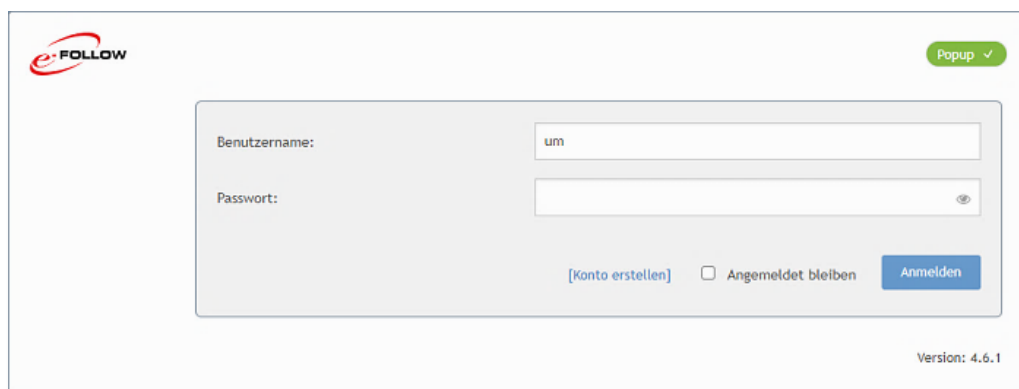 e-FOLLOW
Popup ✓
Benutzername:
um
Passwort:
[Konto erstellen]
Angemeldet bleiben
Anmelden
Version: 4.6.1